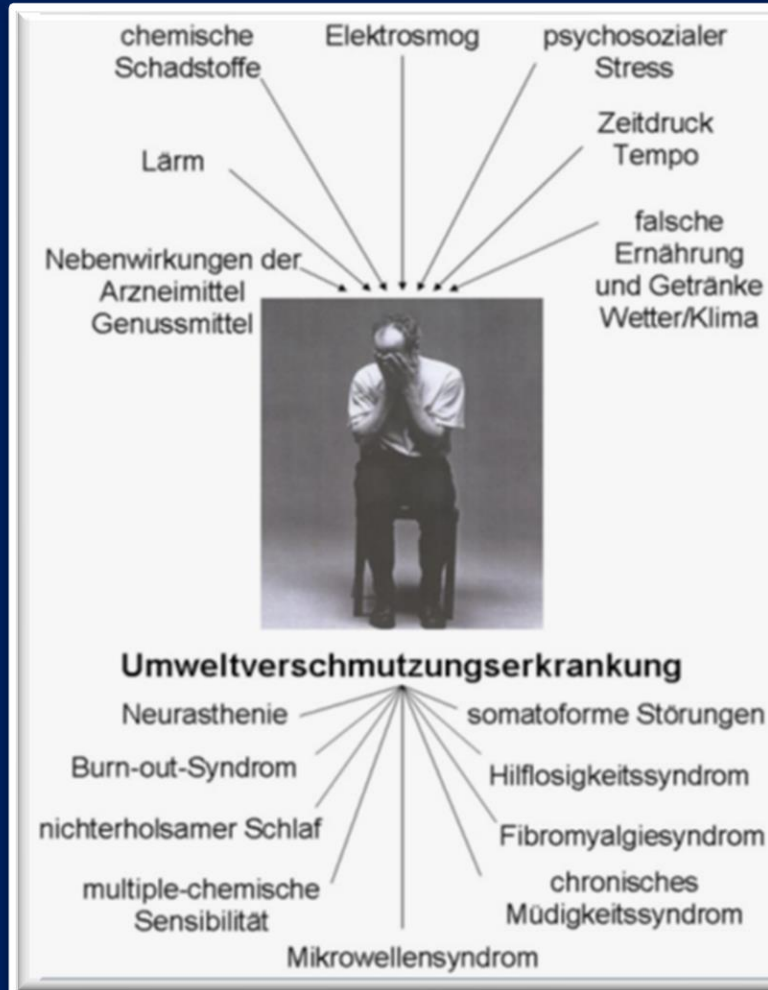 chemische
Schadstoffe
Elektrosmog
psychosozialer
Stress
Zeitdruck
Tempo
Lärm
falsche
Ernährung
und Getränke
Wetter/Klima
Nebenwirkungen der
Arzneimittel
Genussmittel
Umweltverschmutzungserkrankung
Neurasthenie
somatoforme Störungen
Burn-out-Syndrom
Hilflosigkeitssyndrom
nichterholsamer Schlaf
Fibromyalgiesyndrom
multiple-chemische
Sensibilität
chronisches
Müdigkeitssyndrom
Mikrowellensyndrom